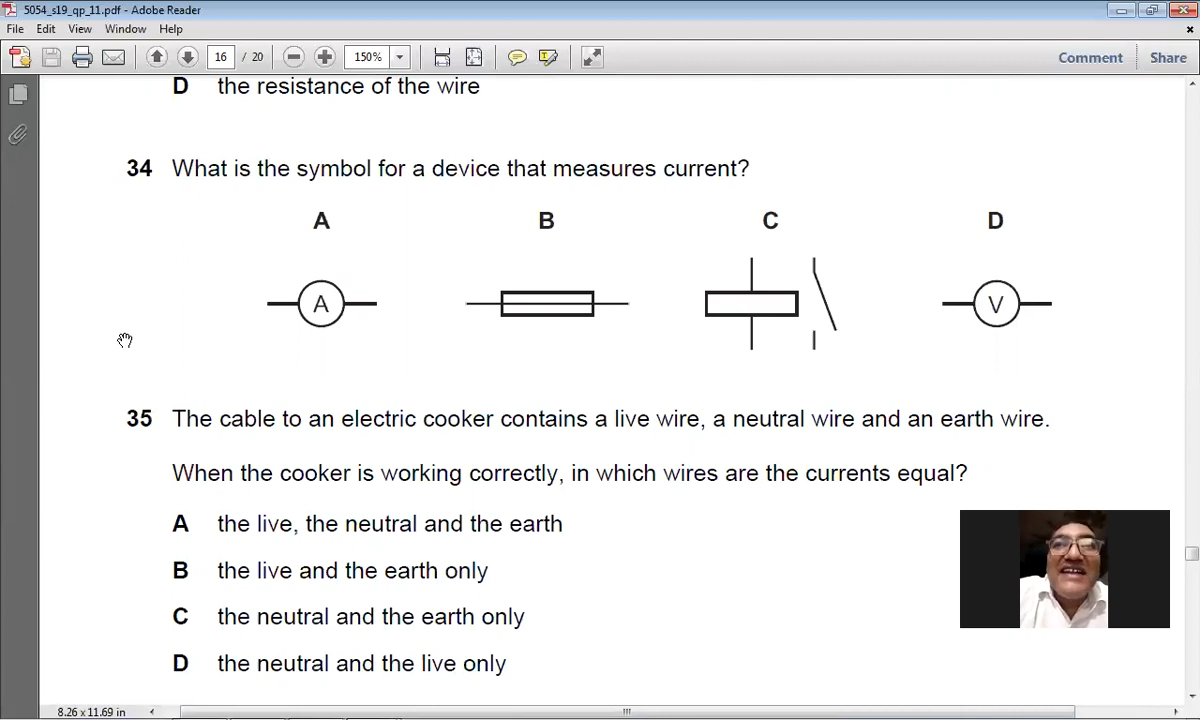 5054_s19_qp_11.pdf - Adobe Reader
File Edit View Window Help
16 / 20 150% Comment Share
D the resistance of the wire
34 What is the symbol for a device that measures current?
A B C D
A V
35 The cable to an electric cooker contains a live wire, a neutral wire and an earth wire.
When the cooker is working correctly, in which wires are the currents equal?
A the live, the neutral and the earth
B the live and the earth only
C the neutral and the earth only
D the neutral and the live only
8.26 x 11.69 in